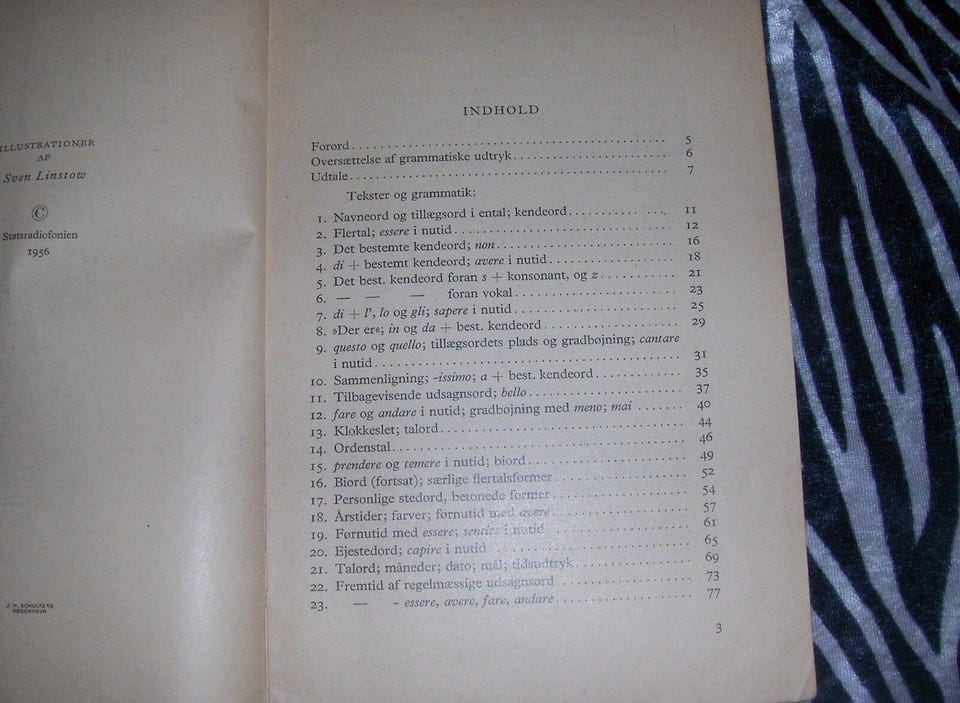 ILLUSTRATIONER
AF
Sven Linstow
©
Statsradiofonien
1956
J. H. SCHULTZ A/S
KØBENHAVN
INDHOLD
Forord 5
Oversættelse af grammatiske udtryk 6
Udtale 7
Tekster og grammatik:
1. Navneord og tillægsord i ental; kendeord 11
2. Flertal; essere i nutid 12
3. Det bestemte kendeord; non 16
4. di + bestemt kendeord; avere i nutid 18
5. Det best. kendeord foran s + konsonant, og z 21
6. — — — foran vokal 23
7. di + l', lo og gli; sapere i nutid 25
8. »Der er«; in og da + best. kendeord 29
9. questo og quello; tillægsordets plads og gradbøjning; cantare
i nutid 31
10. Sammenligning; -issimo; a + best. kendeord 35
11. Tilbagevisende udsagnsord; bello 37
12. fare og andare i nutid; gradbøjning med meno; mai 40
13. Klokkeslet; talord 44
14. Ordenstal 46
15. prendere og temere i nutid; biord 49
16. Biord (fortsat); særlige flertalsformer 52
17. Personlige stedord, betonede former 54
18. Årstider; farver; førnutid med avere 57
19. Førnutid med essere; sentire i nutid 61
20. Ejestedord; capire i nutid 65
21. Talord; måneder; dato; mål; tidsudtryk 69
22. Fremtid af regelmæssige udsagnsord 73
23. — - essere, avere, fare, andare 77
3